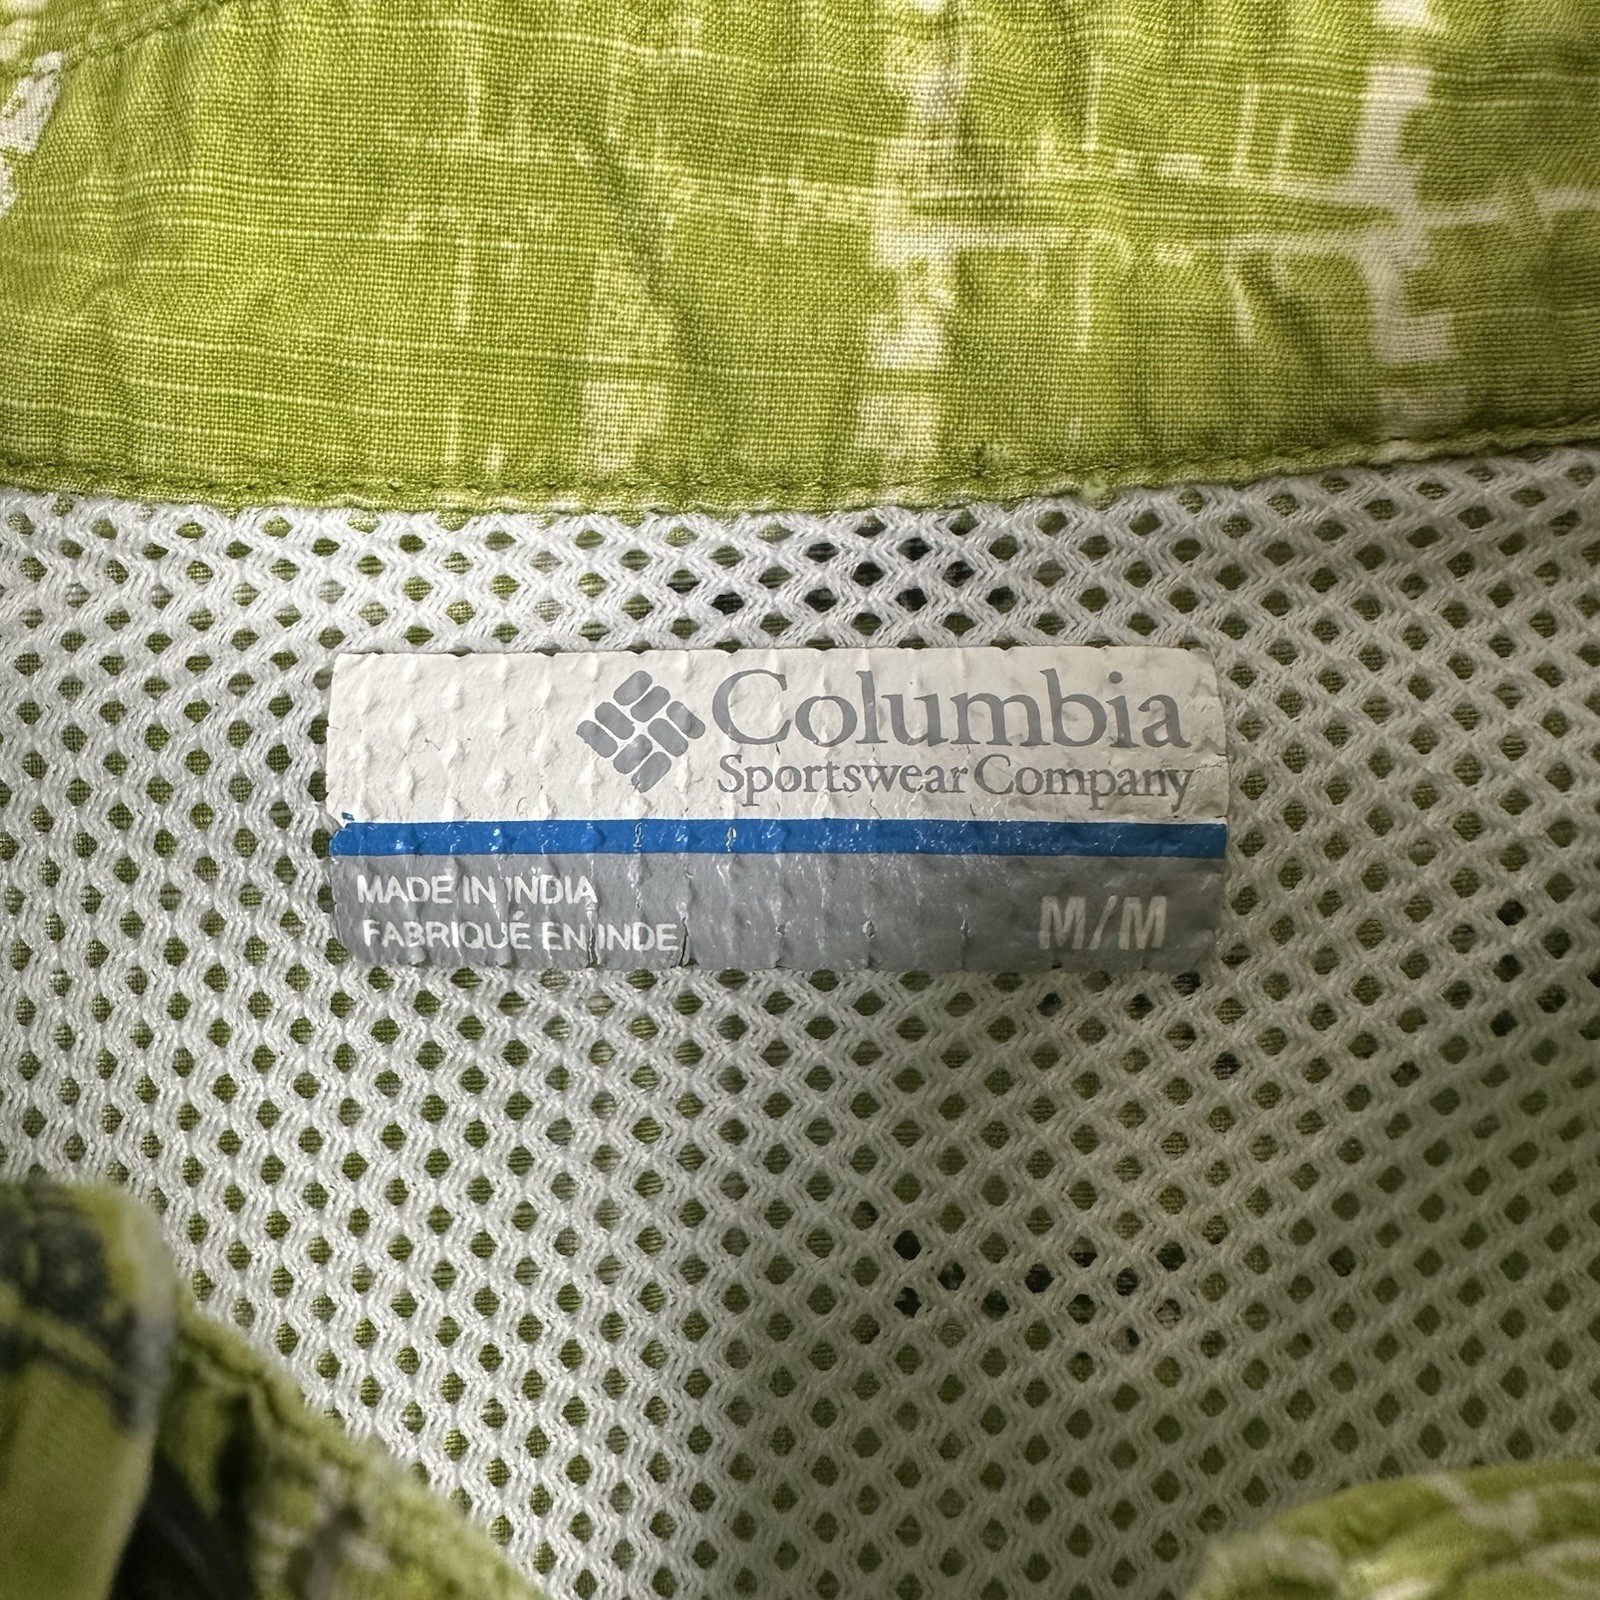 Columbia
Sportswear Company
MADE IN INDIA
FABRIQUÉ EN INDE
M/M